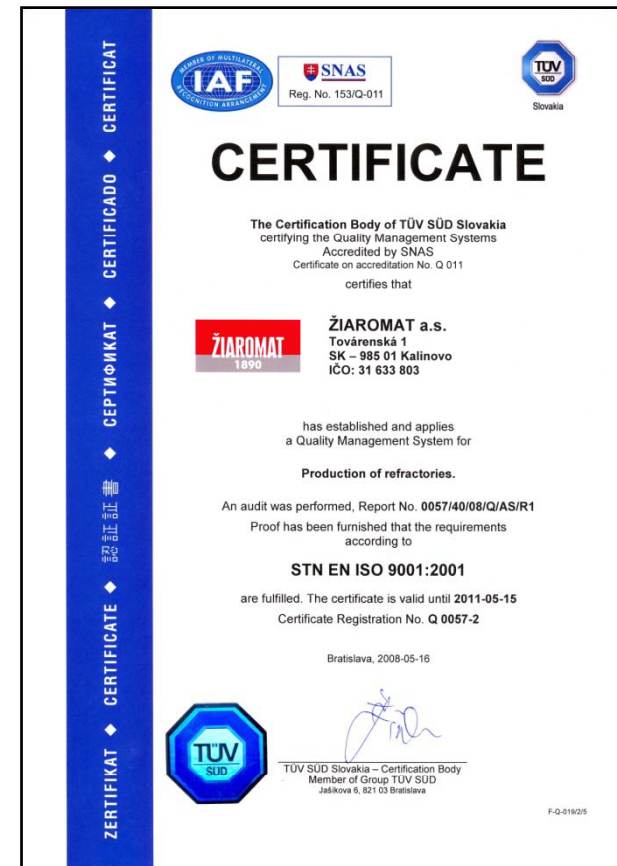 ZERTIFIKAT ◆ CERTIFICATE ◆ 認証証書 ◆ СЕРТИФИКАТ ◆ CERTIFICADO ◆ CERTIFICAT
MEMBER OF MULTILATERAL
IAF
RECOGNITION ARRANGEMENT
SNAS
Reg. No. 153/Q-011
TÜV
SÜD
Slovakia
CERTIFICATE
The Certification Body of TÜV SÜD Slovakia
certifying the Quality Management Systems
Accredited by SNAS
Certificate on accreditation No. Q 011
certifies that
ŽIAROMAT
1890
ŽIAROMAT a.s.
Továrenská 1
SK – 985 01 Kalinovo
IČO: 31 633 803
has established and applies
a Quality Management System for
Production of refractories.
An audit was performed, Report No. 0057/40/08/Q/AS/R1
Proof has been furnished that the requirements
according to
STN EN ISO 9001:2001
are fulfilled. The certificate is valid until 2011-05-15
Certificate Registration No. Q 0057-2
Bratislava, 2008-05-16
TÜV
SÜD
TÜV SÜD Slovakia – Certification Body
Member of Group TÜV SÜD
Jašíkova 6, 821 03 Bratislava
F-Q-019/2/5